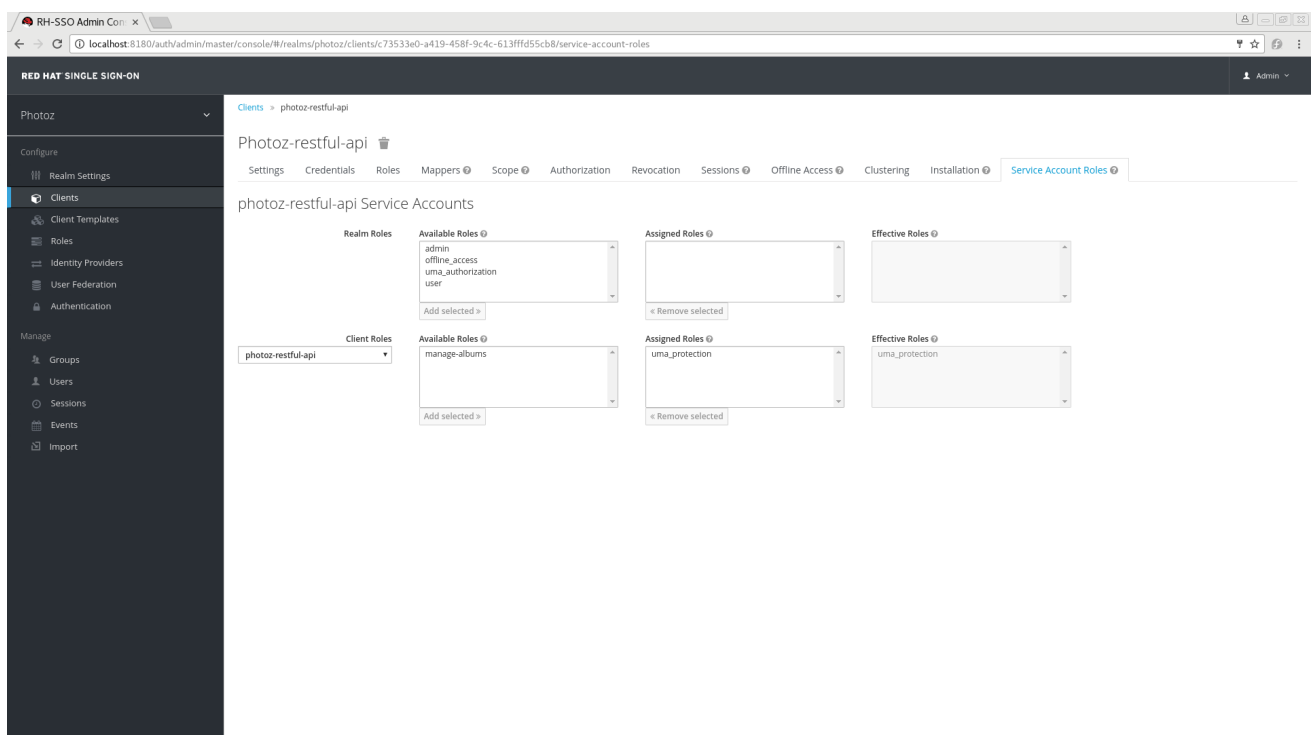 RH-SSO Admin Con
localhost:8180/auth/admin/master/console/#/realms/photoz/clients/c73533e0-a419-458f-9c4c-613fffd55cb8/service-account-roles
RED HAT SINGLE SIGN-ON
Admin
Photoz
Configure
Realm Settings
Clients
Client Templates
Roles
Identity Providers
User Federation
Authentication
Manage
Groups
Users
Sessions
Events
Import
Clients » photoz-restful-api
Photoz-restful-api
Settings Credentials Roles Mappers Scope Authorization Revocation Sessions Offline Access Clustering Installation Service Account Roles
photoz-restful-api Service Accounts
Realm Roles Available Roles Assigned Roles Effective Roles
admin
offline_access
uma_authorization
user
Add selected » « Remove selected
Client Roles Available Roles Assigned Roles Effective Roles
photoz-restful-api manage-albums uma_protection uma_protection
Add selected » « Remove selected